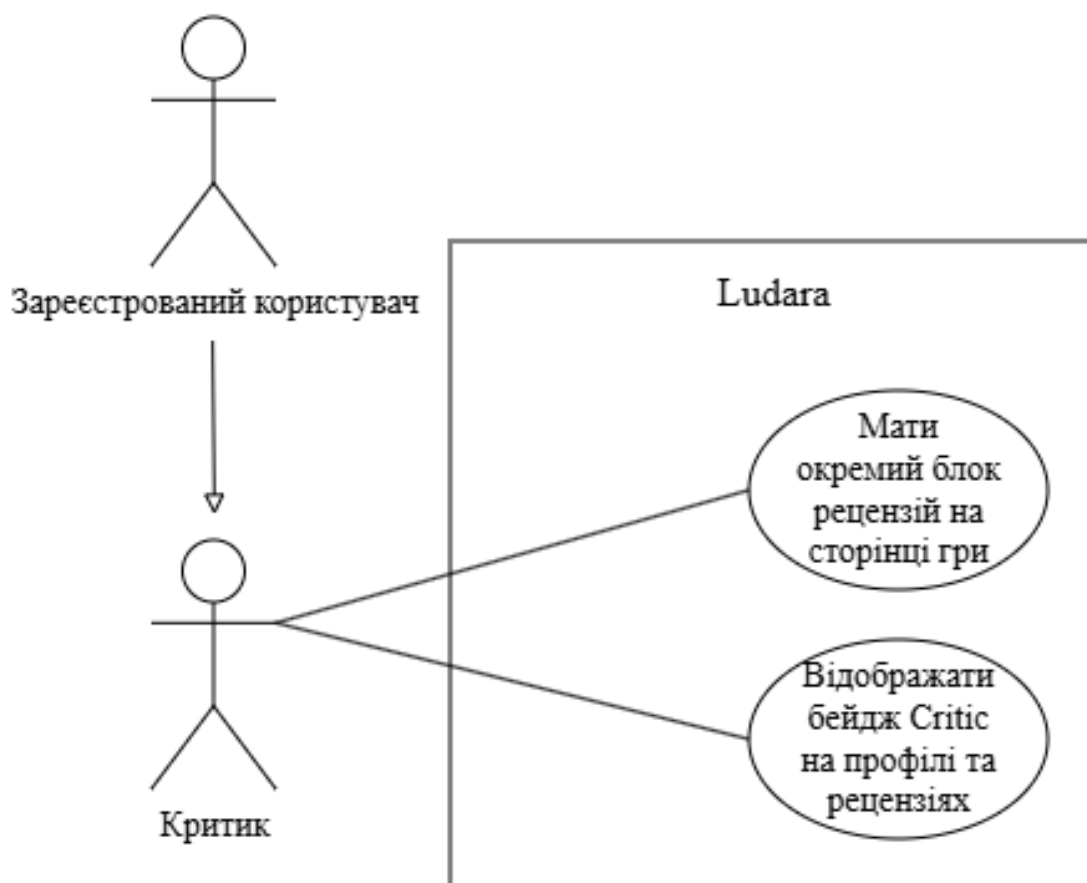 Зареєстрований користувач
Ludara
Мати
окремий блок
рецензій на
сторінці гри
Відображати
бейдж Critic
на профілі та
рецензіях
Критик